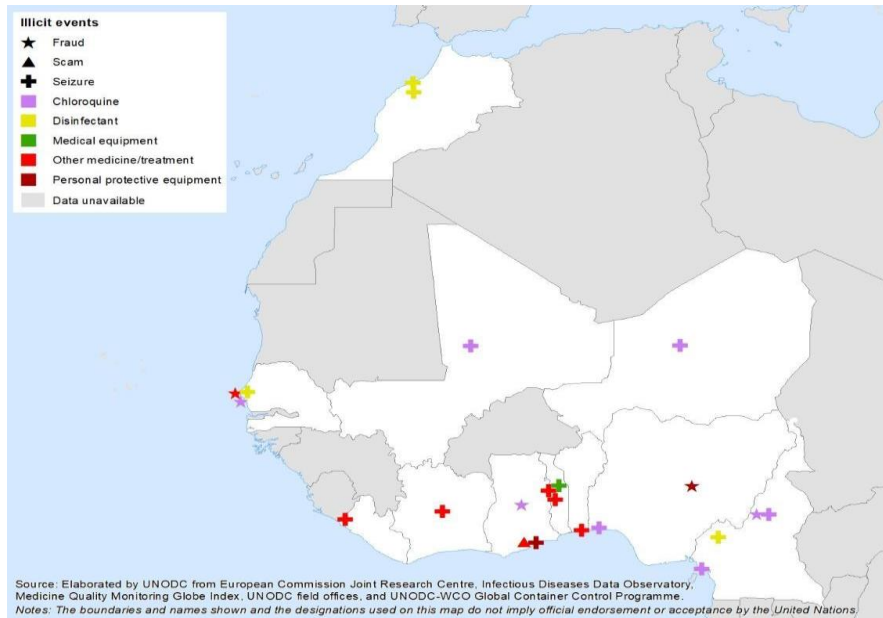 Illicit events
Fraud
Scam
Seizure
Chloroquine
Disinfectant
Medical equipment
Other medicine/treatment
Personal protective equipment
Data unavailable
Source: Elaborated by UNODC from European Commission Joint Research Centre, Infectious Diseases Data Observatory,
Medicine Quality Monitoring Globe Index, UNODC field offices, and UNODC-WCO Global Container Control Programme.
Notes: The boundaries and names shown and the designations used on this map do not imply official endorsement or acceptance by the United Nations.